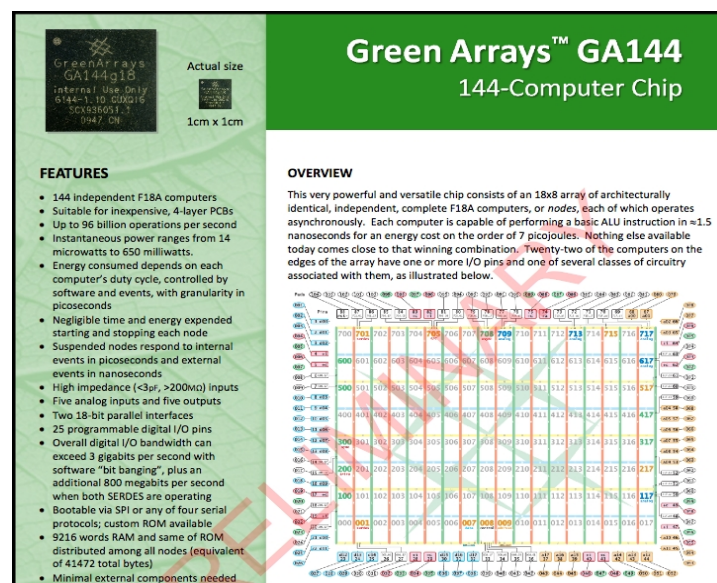 Green Arrays™ GA144
144-Computer Chip
GreenArrays
GA144g18
Internal Use Only
6144-1.10 GUXQ16
SCX936051.1
0947 CN
Actual size
1cm x 1cm
FEATURES
• 144 independent F18A computers
• Suitable for inexpensive, 4-layer PCBs
• Up to 96 billion operations per second
• Instantaneous power ranges from 14
microwatts to 650 milliwatts.
• Energy consumed depends on each
computer's duty cycle, controlled by
software and events, with granularity in
picoseconds
• Negligible time and energy expended
starting and stopping each node
• Suspended nodes respond to internal
events in picoseconds and external
events in nanoseconds
• High impedance (<3pF, >200MΩ) inputs
• Five analog inputs and five outputs
• Two 18-bit parallel interfaces
• 25 programmable digital I/O pins
• Overall digital I/O bandwidth can
exceed 3 gigabits per second with
software "bit banging", plus an
additional 800 megabits per second
when both SERDES are operating
• Bootable via SPI or any of four serial
protocols; custom ROM available
• 9216 words RAM and same of ROM
distributed among all nodes (equivalent
of 41472 total bytes)
• Minimal external components needed
OVERVIEW
This very powerful and versatile chip consists of an 18x8 array of architecturally
identical, independent, complete F18A computers, or nodes, each of which operates
asynchronously. Each computer is capable of performing a basic ALU instruction in ≈1.5
nanoseconds for an energy cost on the order of 7 picojoules. Nothing else available
today comes close to that winning combination. Twenty-two of the computers on the
edges of the array have one or more I/O pins and one of several classes of circuitry
associated with them, as illustrated below.
700 701 702 703 704 705 706 707 708 709 710 711 712 713 714 715 716 717
600 601 602 603 604 605 606 607 608 609 610 611 612 613 614 615 616 617
500 501 502 503 504 505 506 507 508 509 510 511 512 513 514 515 516 517
400 401 402 403 404 405 406 407 408 409 410 411 412 413 414 415 416 417
300 301 302 303 304 305 306 307 308 309 310 311 312 313 314 315 316 317
200 201 202 203 204 205 206 207 208 209 210 211 212 213 214 215 216 217
100 101 102 103 104 105 106 107 108 109 110 111 112 113 114 115 116 117
000 001 002 003 004 005 006 007 008 009 010 011 012 013 014 015 016 017
PRELIMINARY